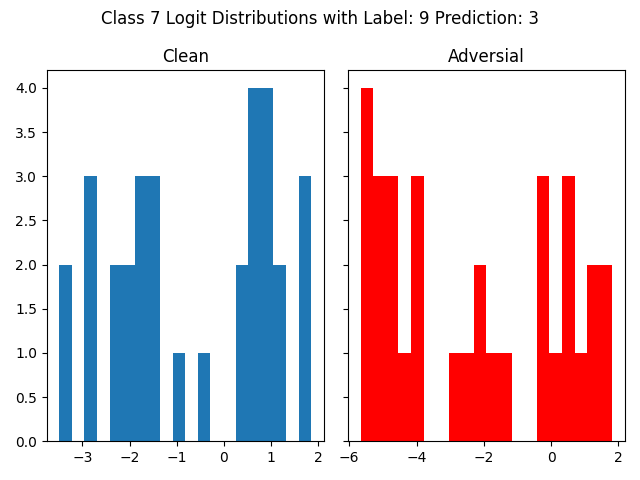 Class 7 Logit Distributions with Label: 9 Prediction: 3
Clean
Adversial
4.0
3.5
3.0
2.5
2.0
1.5
1.0
0.5
0.0
−3 −2 −1 0 1 2
−6 −4 −2 0 2